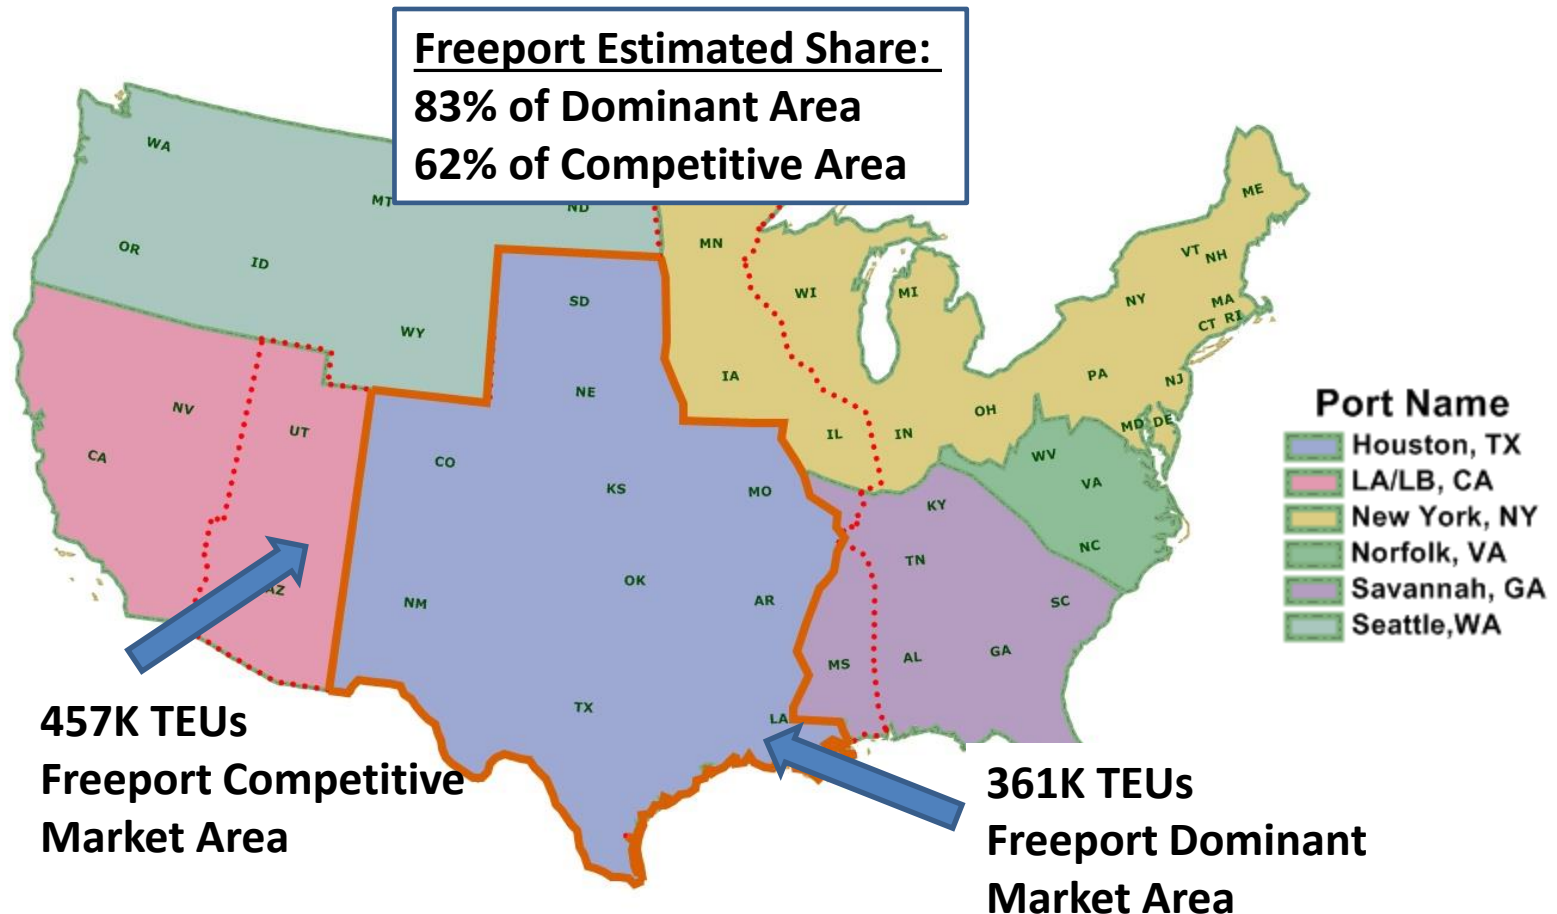 Freeport Estimated Share:
83% of Dominant Area
62% of Competitive Area
WA
MT
ND
OR
ID
WY
SD
MN
WI
MI
ME
VT
NH
NY
MA
CT
RI
NE
IA
PA
NJ
NV
UT
CA
CO
KS
MO
IL
IN
OH
MD
DE
WV
VA
KY
NC
TN
AZ
NM
OK
AR
SC
MS
AL
GA
TX
LA
Port Name
Houston, TX
LA/LB, CA
New York, NY
Norfolk, VA
Savannah, GA
Seattle,WA
457K TEUs
Freeport Competitive
Market Area
361K TEUs
Freeport Dominant
Market Area